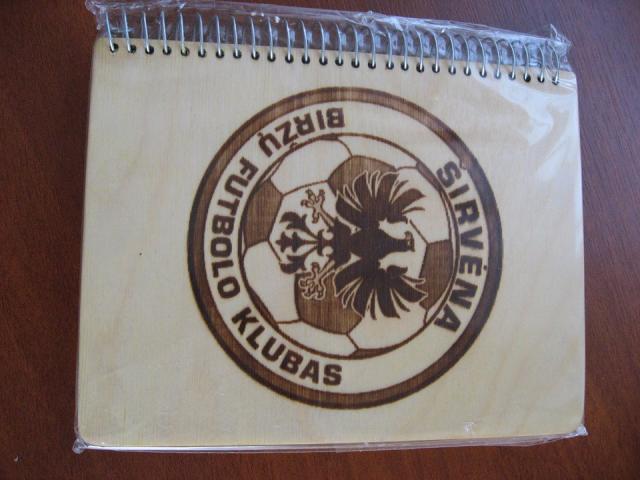 ŠIRVĖNA
BIRŽŲ FUTBOLO KLUBAS